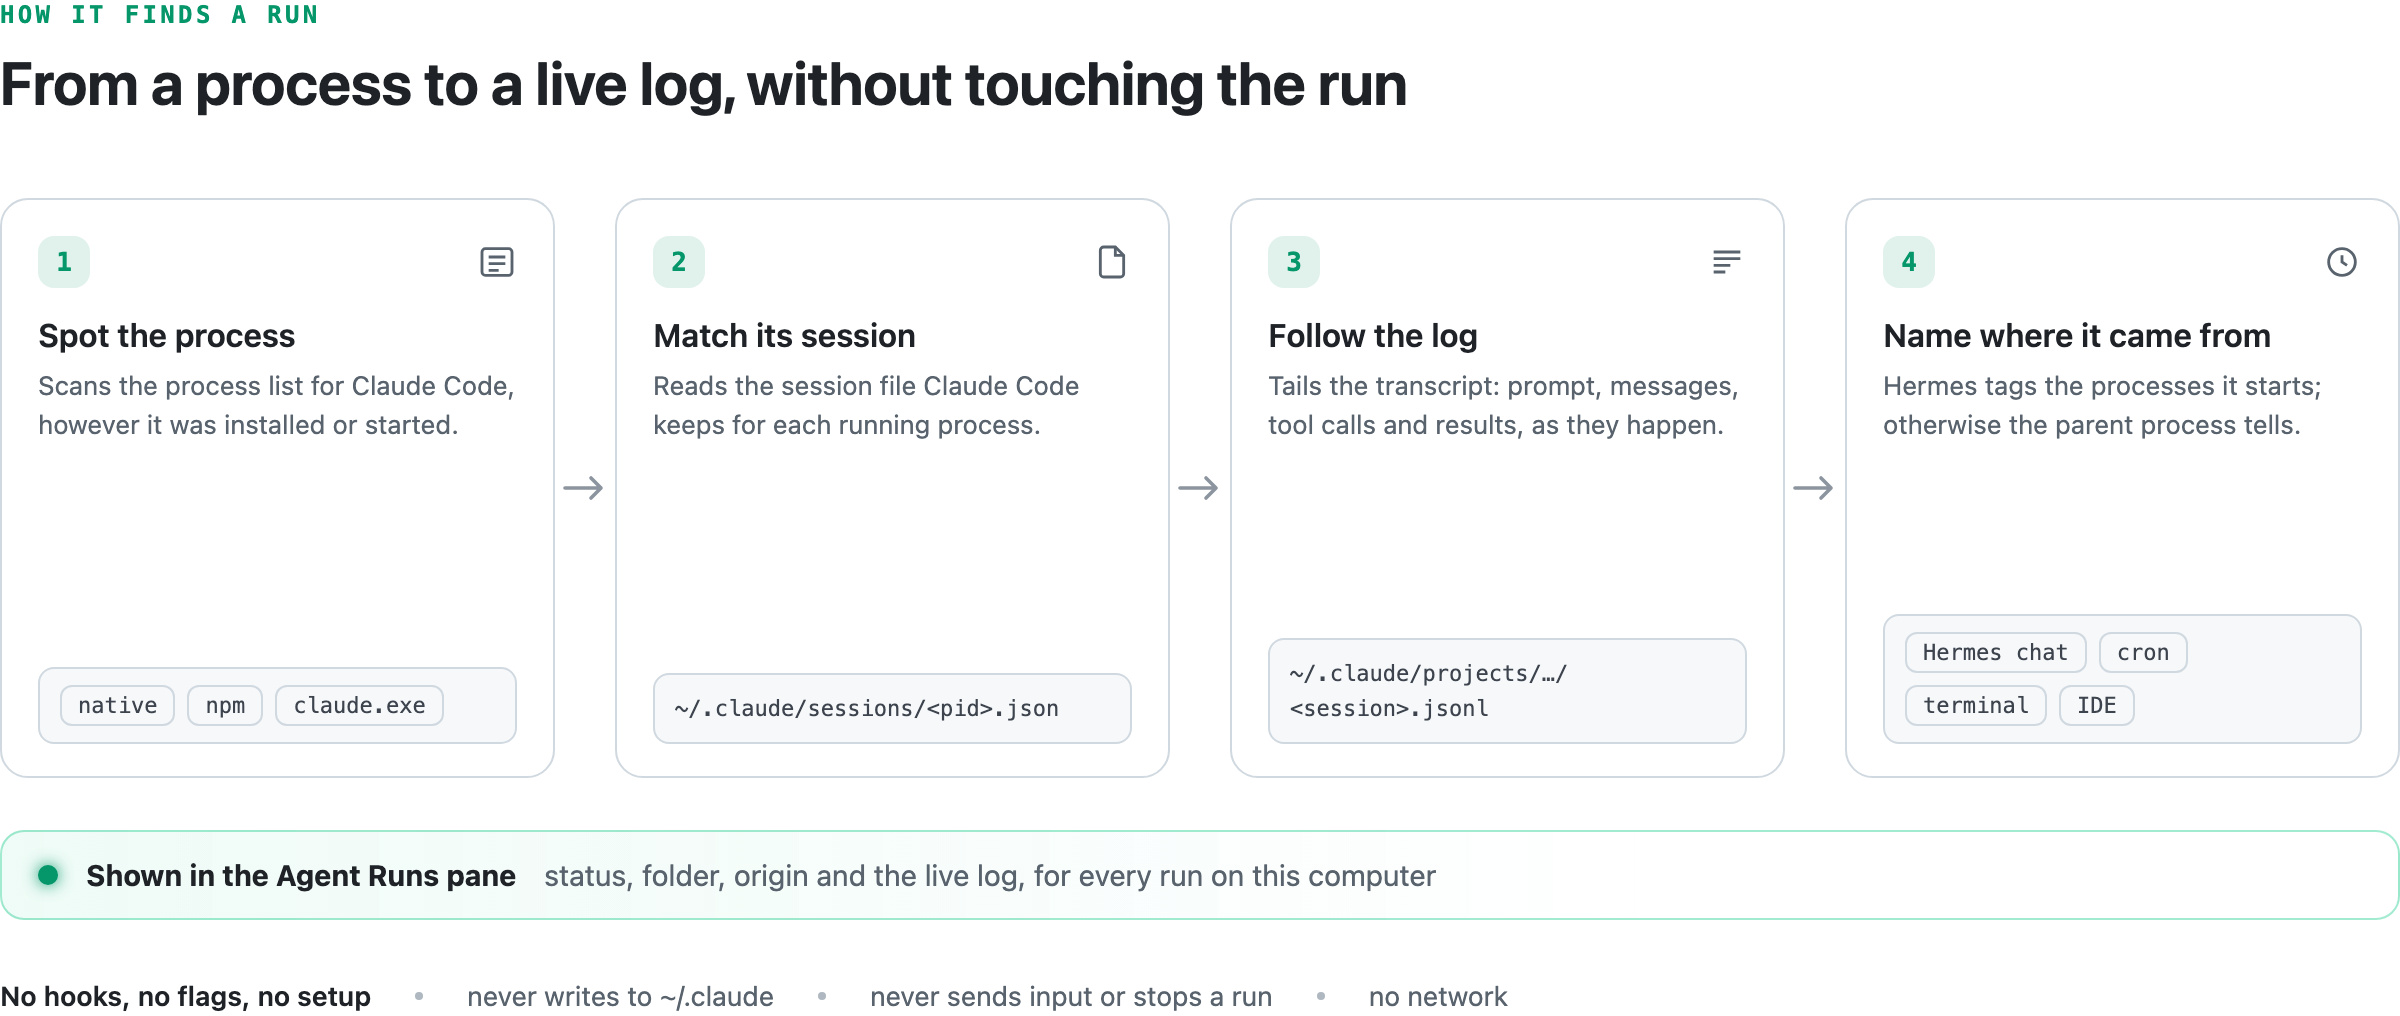 HOW IT FINDS A RUN
From a process to a live log, without touching the run
1
Spot the process
Scans the process list for Claude Code,
however it was installed or started.
native npm claude.exe
2
Match its session
Reads the session file Claude Code
keeps for each running process.
~/.claude/sessions/<pid>.json
3
Follow the log
Tails the transcript: prompt, messages,
tool calls and results, as they happen.
~/.claude/projects/…/
<session>.jsonl
4
Name where it came from
Hermes tags the processes it starts;
otherwise the parent process tells.
Hermes chat cron
terminal IDE
Shown in the Agent Runs pane status, folder, origin and the live log, for every run on this computer
No hooks, no flags, no setup • never writes to ~/.claude • never sends input or stops a run • no network